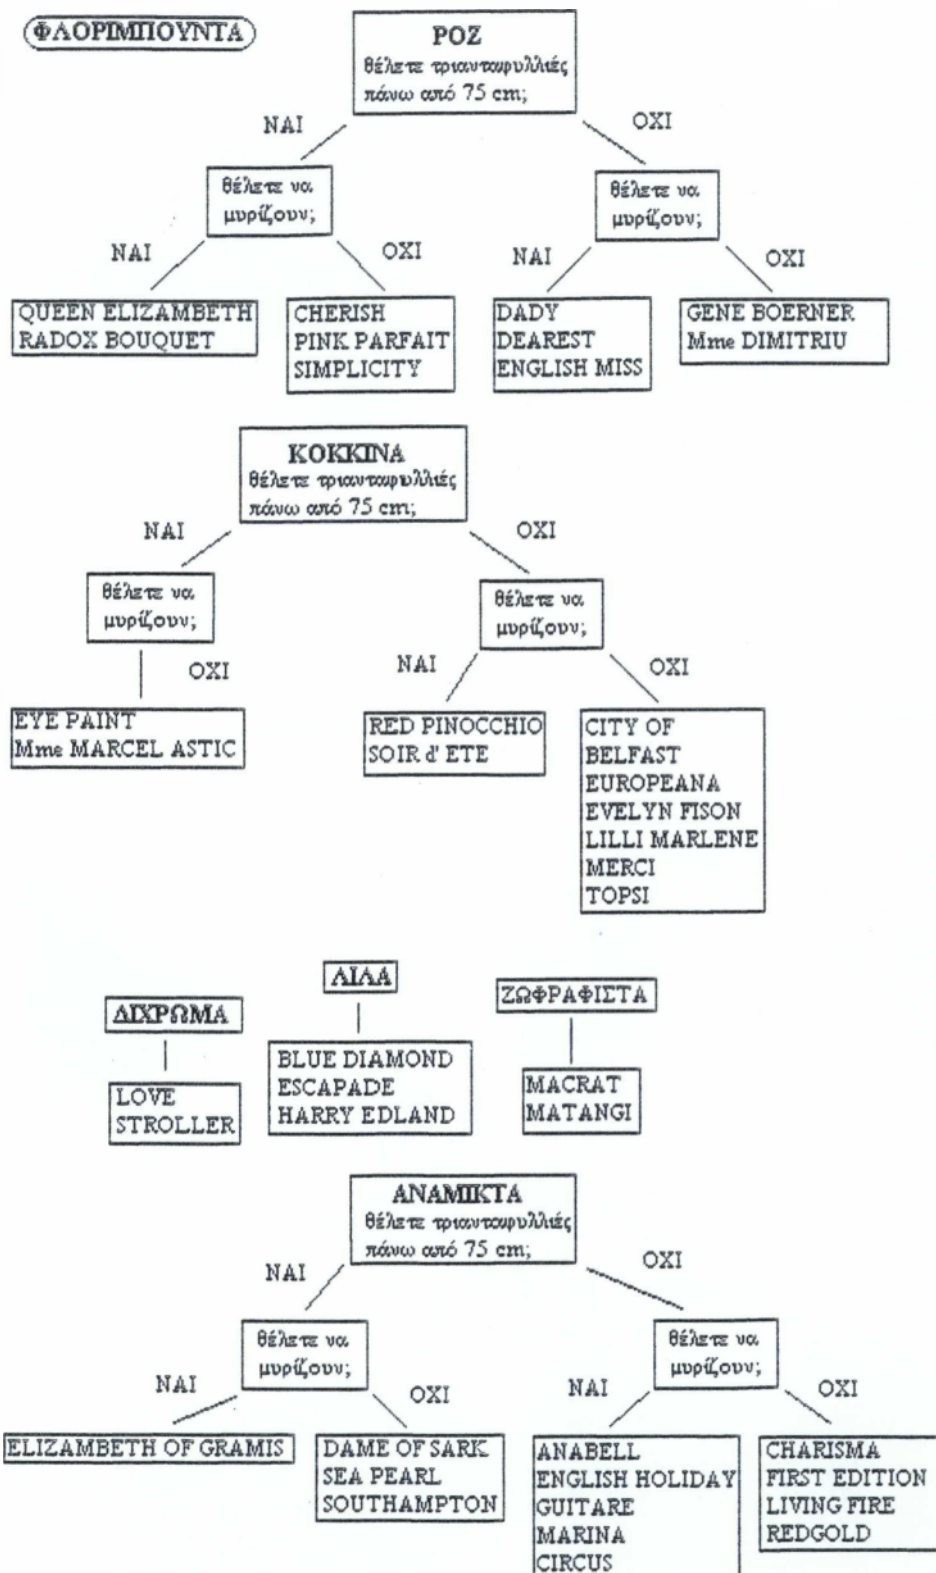 ΦΛΟΡΙΜΠΟΥΝΤΑ
ΡΟΖ
θέλετε τριανταφυλλιές
πάνω από 75 cm;
ΝΑΙ
ΟΧΙ
θέλετε να
μυρίζουν;
θέλετε να
μυρίζουν;
ΝΑΙ
ΟΧΙ
ΝΑΙ
ΟΧΙ
QUEEN ELIZAMBETH
RADOX BOUQUET
CHERISH
PINK PARFAIT
SIMPLICITY
DADY
DEAREST
ENGLISH MISS
GENE BOERNER
Mme DIMITRIU
ΚΟΚΚΙΝΑ
θέλετε τριανταφυλλιές
πάνω από 75 cm;
ΝΑΙ
ΟΧΙ
θέλετε να
μυρίζουν;
θέλετε να
μυρίζουν;
ΟΧΙ
ΝΑΙ
ΟΧΙ
EYE PAINT
Mme MARCEL ASTIC
RED PINOCCHIO
SOIR d' ETE
CITY OF
BELFAST
EUROPEANA
EVELYN FISON
LILLI MARLENE
MERCI
TOPSI
ΔΙΧΡΩΜΑ
LOVE
STROLLER
ΛΙΛΑ
BLUE DIAMOND
ESCAPADE
HARRY EDLAND
ΖΩΦΡΑΦΙΣΤΑ
MACRAT
MATANGI
ΑΝΑΜΙΚΤΑ
θέλετε τριανταφυλλιές
πάνω από 75 cm;
ΝΑΙ
ΟΧΙ
θέλετε να
μυρίζουν;
θέλετε να
μυρίζουν;
ΝΑΙ
ΟΧΙ
ΝΑΙ
ΟΧΙ
ELIZAMBETH OF GRAMIS
DAME OF SARK
SEA PEARL
SOUTHAMPTON
ANABELL
ENGLISH HOLIDAY
GUITARE
MARINA
CIRCUS
CHARISMA
FIRST EDITION
LIVING FIRE
REDGOLD